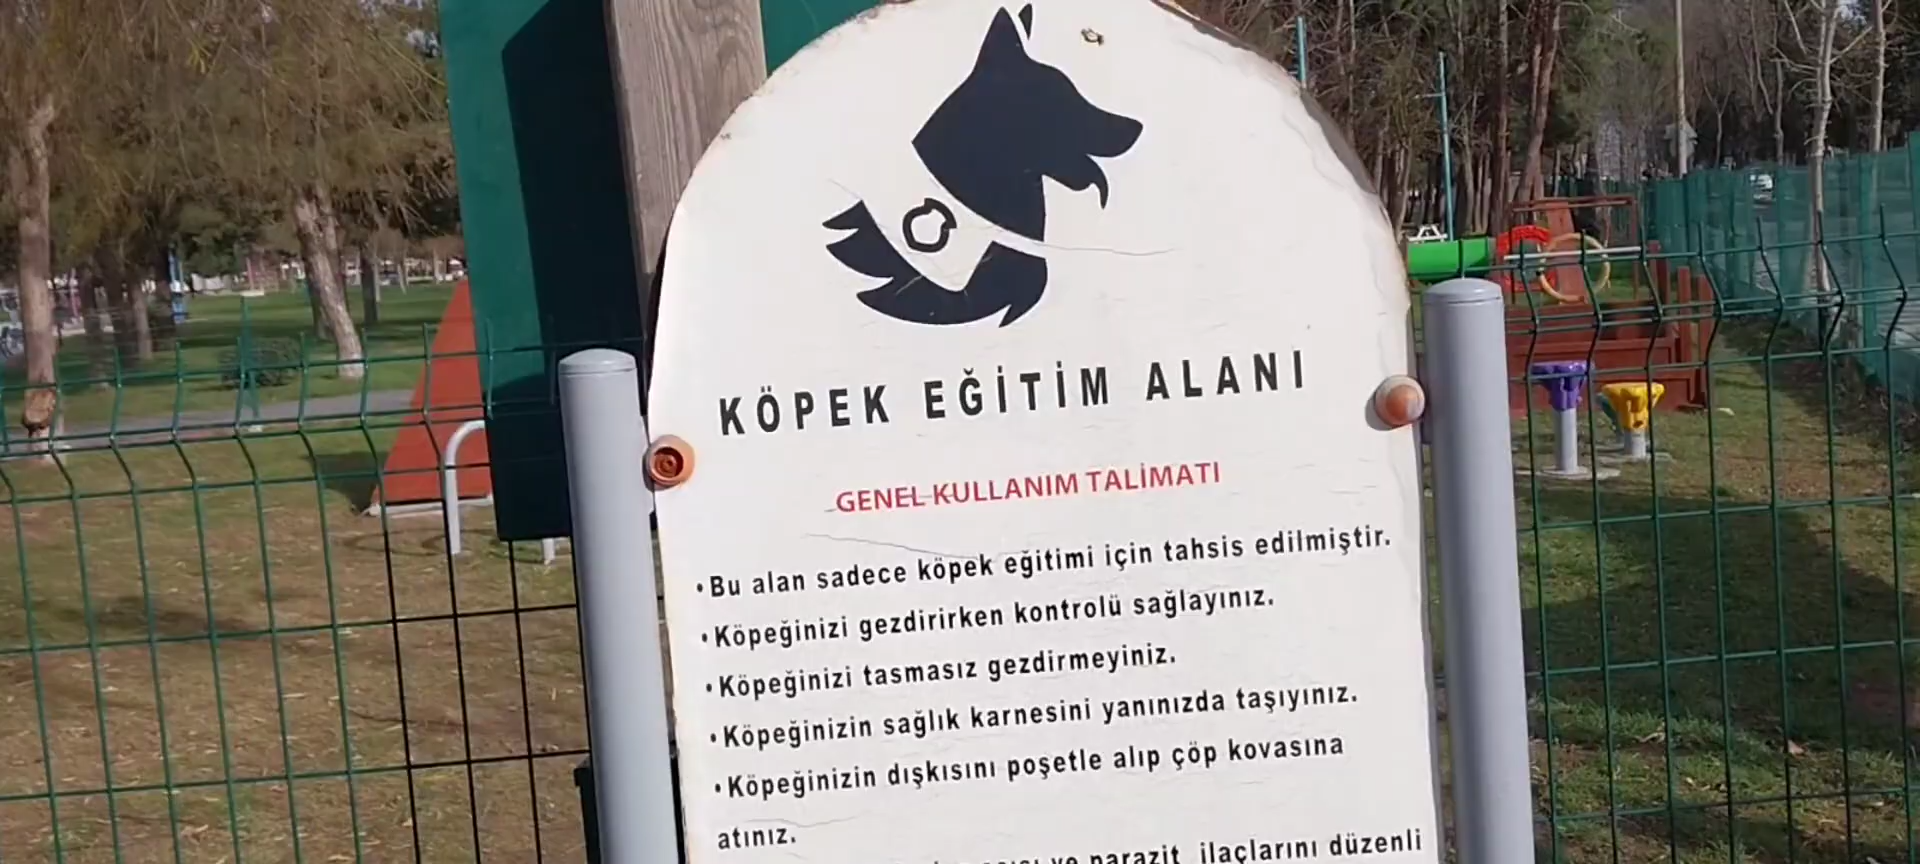 KÖPEK EĞİTİM ALANI
GENEL KULLANIM TALİMATI
• Bu alan sadece köpek eğitimi için tahsis edilmiştir.
• Köpeğinizi gezdirirken kontrolü sağlayınız.
• Köpeğinizi tasmasız gezdirmeyiniz.
• Köpeğinizin sağlık karnesini yanınızda taşıyınız.
• Köpeğinizin dışkısını poşetle alıp çöp kovasına
atınız.
ve parazit ilaçlarını düzenli